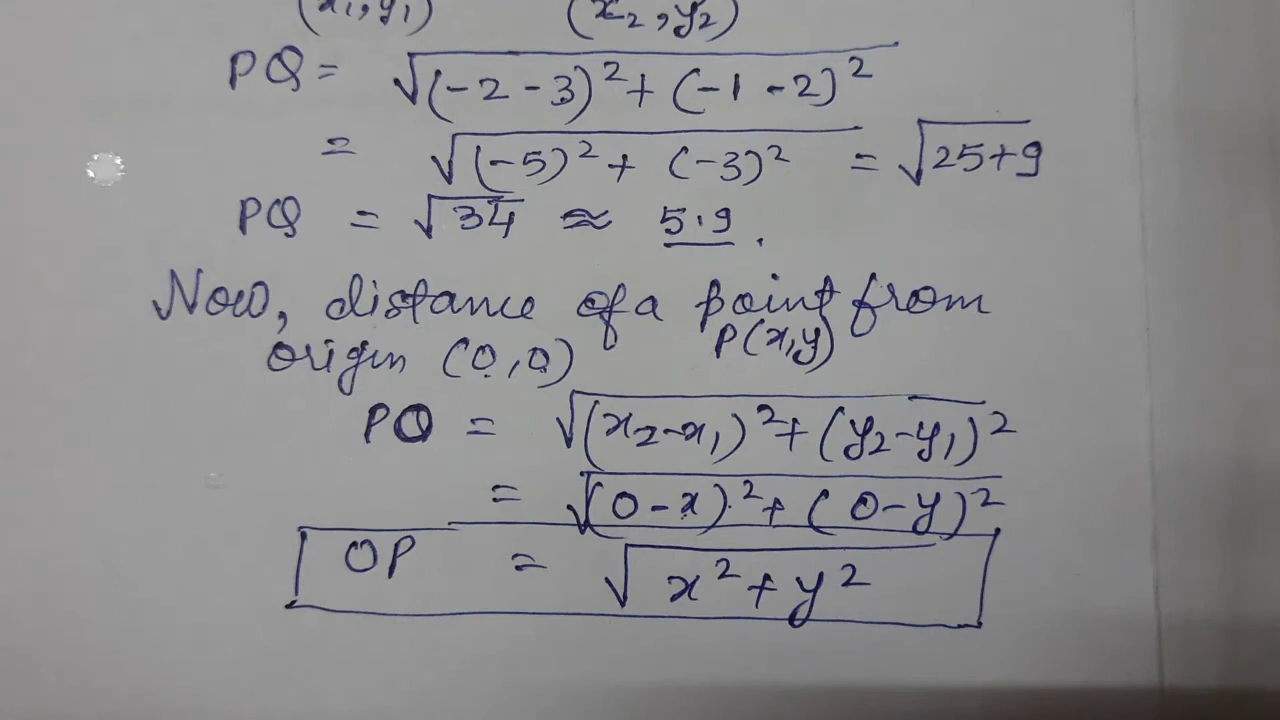 (x₁,y₁) (x₂,y₂)
PQ = √(-2-3)²+(-1-2)²
= √(-5)²+(-3)² = √25+9
PQ = √34 ≈ 5.9.
Now, distance of a point from
P(x,y)
origin (0,0)
PO = √(x₂-x₁)²+(y₂-y₁)²
= √(0-x)²+(0-y)²
OP = √x²+y²